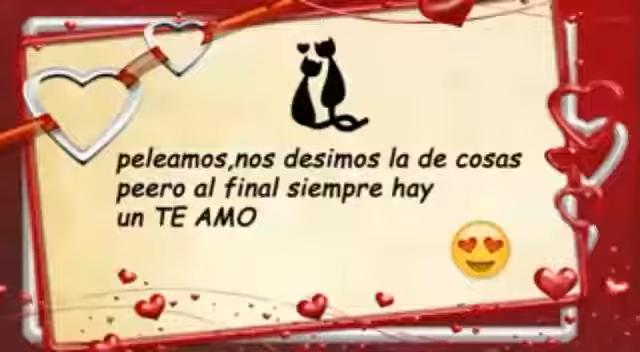 peleamos,nos desimos la de cosas
peero al final siempre hay
un TE AMO